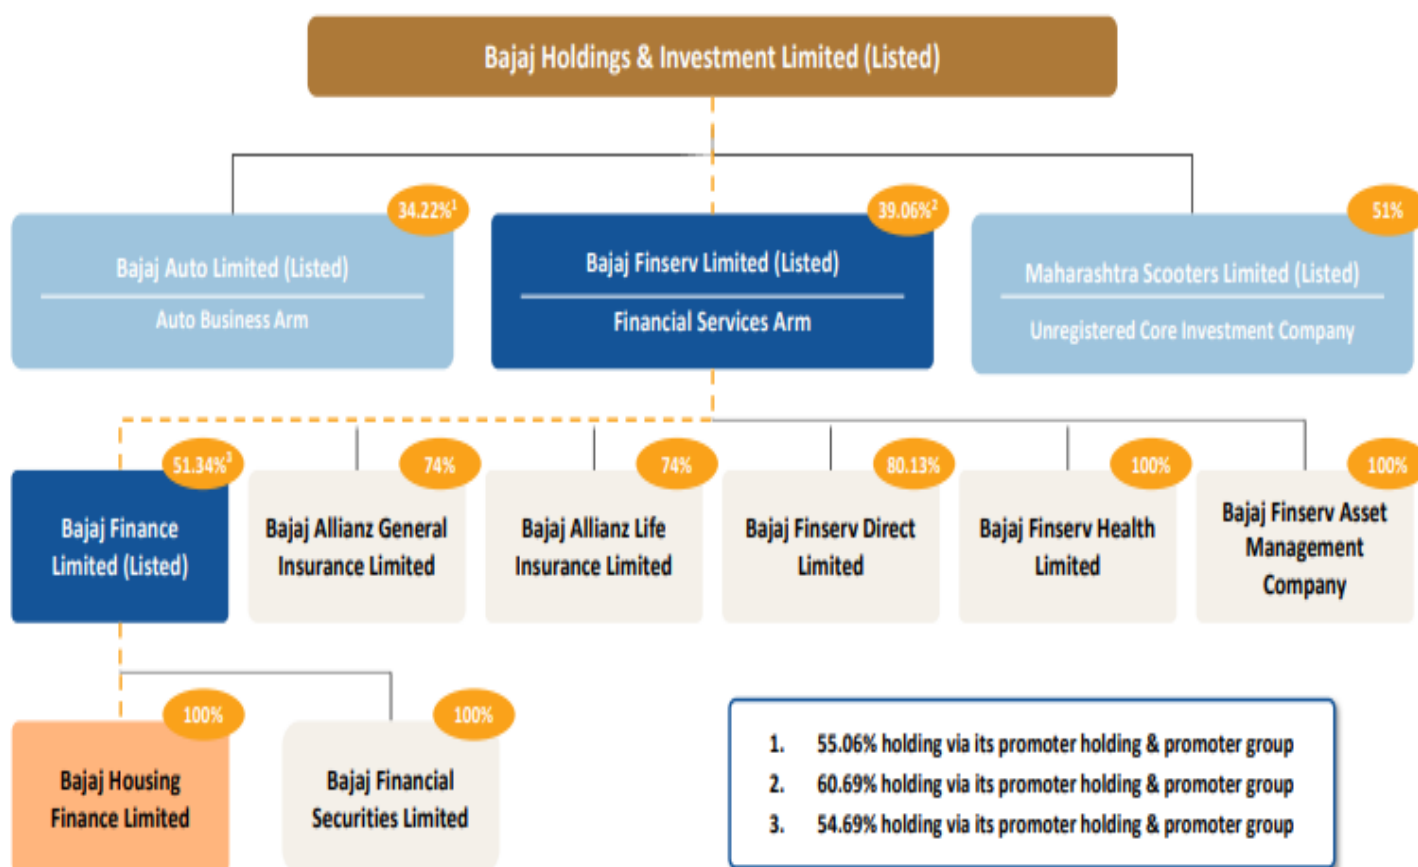 Bajaj Holdings & Investment Limited (Listed)
34.22%¹
39.06%²
51%
Bajaj Auto Limited (Listed)
Auto Business Arm
Bajaj Finserv Limited (Listed)
Financial Services Arm
Maharashtra Scooters Limited (Listed)
Unregistered Core Investment Company
51.34%³
74%
74%
80.13%
100%
100%
Bajaj Finance
Limited (Listed)
Bajaj Allianz General
Insurance Limited
Bajaj Allianz Life
Insurance Limited
Bajaj Finserv Direct
Limited
Bajaj Finserv Health
Limited
Bajaj Finserv Asset
Management
Company
100%
100%
Bajaj Housing
Finance Limited
Bajaj Financial
Securities Limited
1. 55.06% holding via its promoter holding & promoter group
2. 60.69% holding via its promoter holding & promoter group
3. 54.69% holding via its promoter holding & promoter group